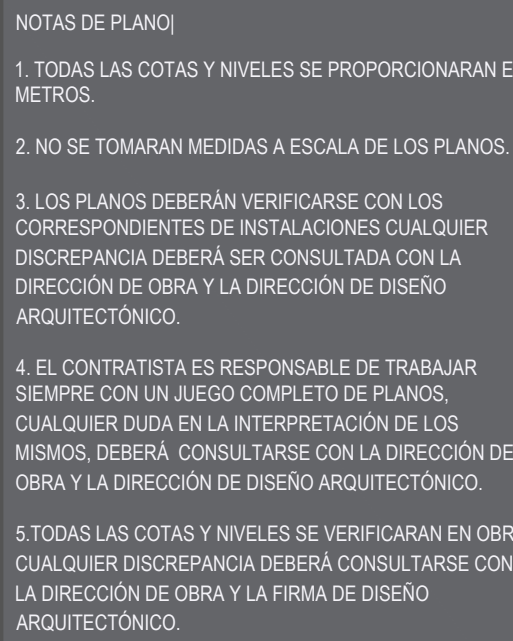 NOTAS DE PLANO|
1. TODAS LAS COTAS Y NIVELES SE PROPORCIONARAN E
METROS.
2. NO SE TOMARAN MEDIDAS A ESCALA DE LOS PLANOS.
3. LOS PLANOS DEBERÁN VERIFICARSE CON LOS
CORRESPONDIENTES DE INSTALACIONES CUALQUIER
DISCREPANCIA DEBERÁ SER CONSULTADA CON LA
DIRECCIÓN DE OBRA Y LA DIRECCIÓN DE DISEÑO
ARQUITECTÓNICO.
4. EL CONTRATISTA ES RESPONSABLE DE TRABAJAR
SIEMPRE CON UN JUEGO COMPLETO DE PLANOS,
CUALQUIER DUDA EN LA INTERPRETACIÓN DE LOS
MISMOS, DEBERÁ CONSULTARSE CON LA DIRECCIÓN DE
OBRA Y LA DIRECCIÓN DE DISEÑO ARQUITECTÓNICO.
5.TODAS LAS COTAS Y NIVELES SE VERIFICARAN EN OBR
CUALQUIER DISCREPANCIA DEBERÁ CONSULTARSE CON
LA DIRECCIÓN DE OBRA Y LA FIRMA DE DISEÑO
ARQUITECTÓNICO.